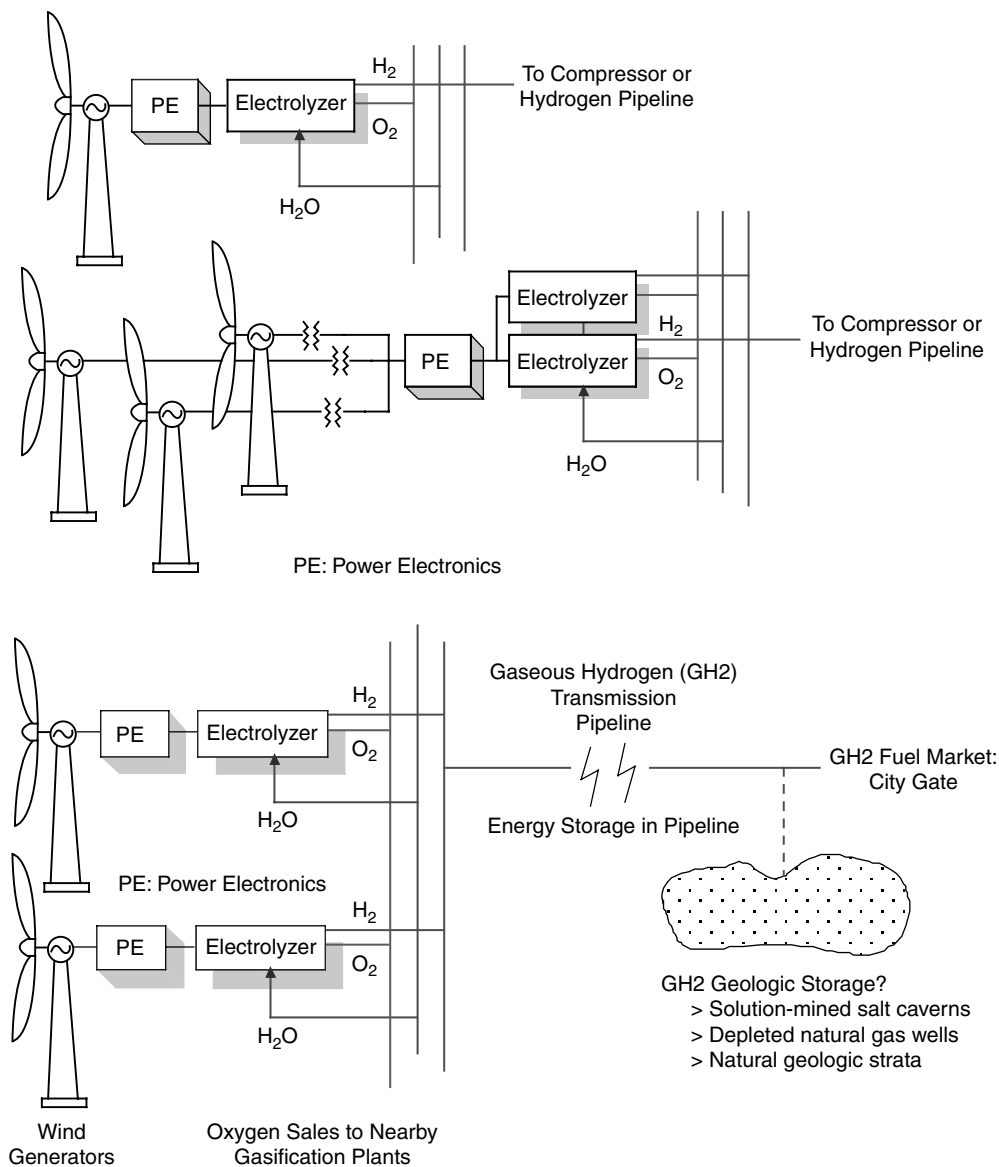 H2
PE
Electrolyzer
To Compressor or
Hydrogen Pipeline
O2
H2O
Electrolyzer
H2
To Compressor or
Hydrogen Pipeline
PE
Electrolyzer
O2
H2O
PE: Power Electronics
Gaseous Hydrogen (GH2)
Transmission
Pipeline
H2
PE
Electrolyzer
O2
GH2 Fuel Market:
City Gate
H2O
Energy Storage in Pipeline
PE: Power Electronics
H2
PE
Electrolyzer
O2
H2O
GH2 Geologic Storage?
> Solution-mined salt caverns
> Depleted natural gas wells
> Natural geologic strata
Wind
Generators
Oxygen Sales to Nearby
Gasification Plants